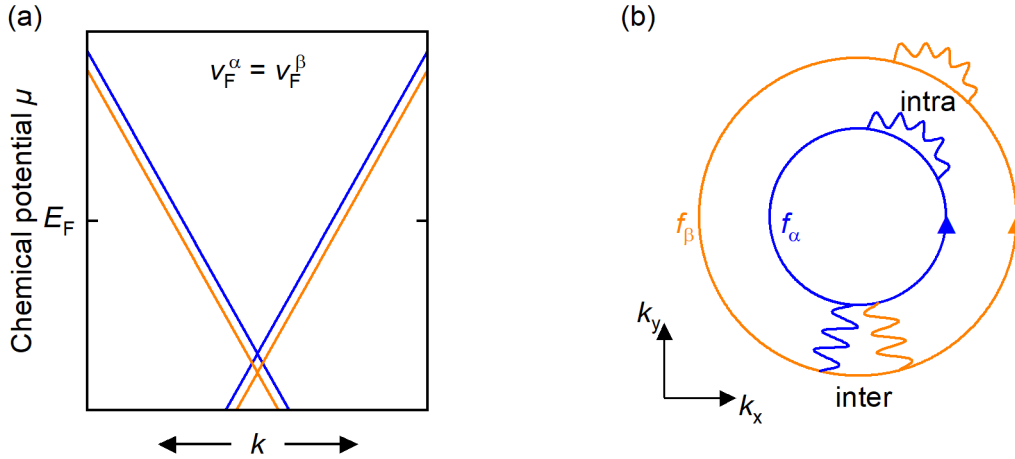 (a)
v_F^α = v_F^β
Chemical potential μ
E_F
k
(b)
intra
f_β
f_α
k_y
k_x
inter